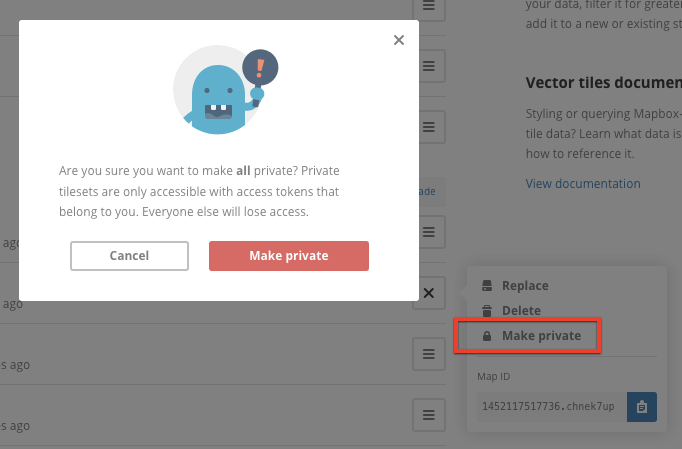 your data, filter it for greater
add it to a new or existing st
Vector tiles documen
Styling or querying Mapbox-
tile data? Learn what data is
how to reference it.
View documentation
Are you sure you want to make all private? Private
tilesets are only accessible with access tokens that
belong to you. Everyone else will lose access.
Cancel
Make private
ade
ago
ago
s ago
s ago
Replace
Delete
Make private
Map ID
1452117517736.chnek7up